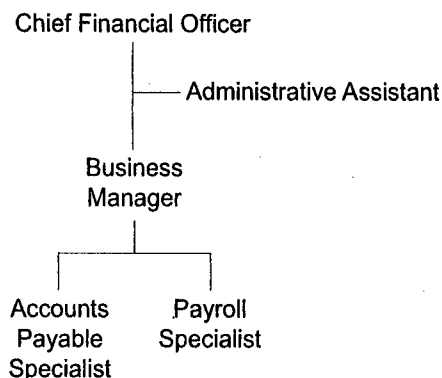 Chief Financial Officer
Administrative Assistant
Business
Manager
Accounts
Payable
Specialist
Payroll
Specialist